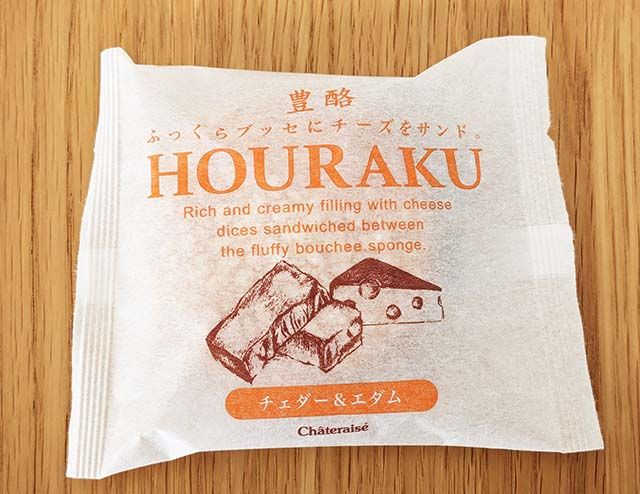 豊酪
ふっくらブッセにチーズをサンド。
HOURAKU
Rich and creamy filling with cheese
dices sandwiched between
the fluffy bouchee sponge.
チェダー＆エダム
Châteraisé